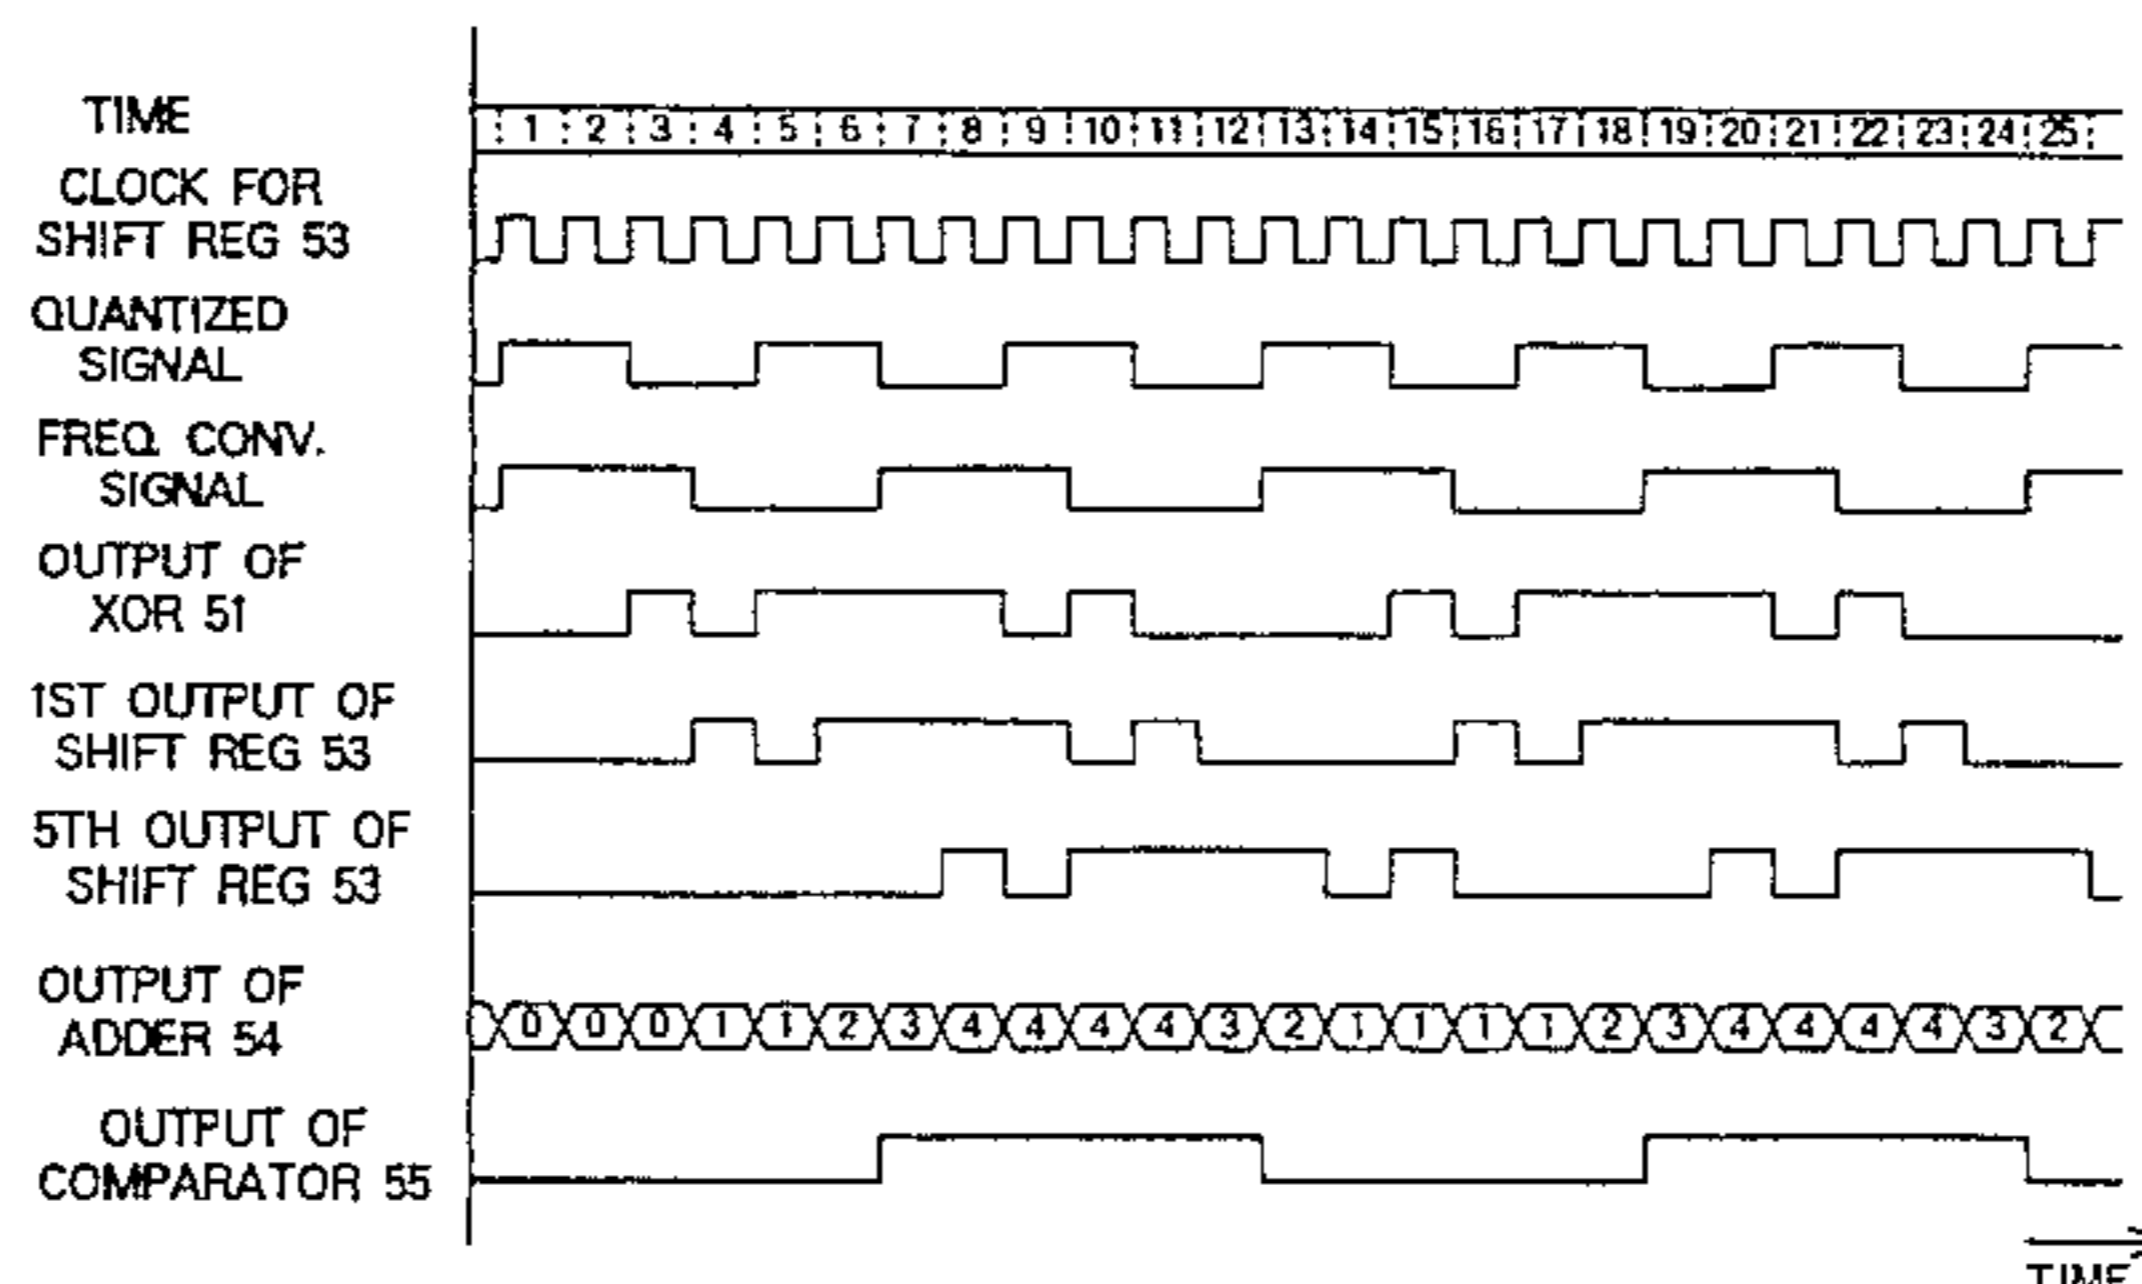 TIME
1 2 3 4 5 6 7 8 9 10 11 12 13 14 15 16 17 18 19 20 21 22 23 24 25
CLOCK FOR
SHIFT REG 53
QUANTIZED
SIGNAL
FREQ. CONV.
SIGNAL
OUTPUT OF
XOR 51
1ST OUTPUT OF
SHIFT REG 53
5TH OUTPUT OF
SHIFT REG 53
OUTPUT OF
ADDER 54
0 0 0 1 1 2 3 4 4 4 4 3 2 1 1 1 1 2 3 4 4 4 4 3 2
OUTPUT OF
COMPARATOR 55
TIME